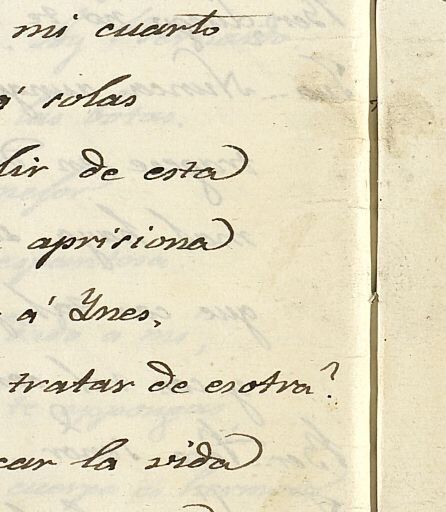 mi cuarto
á solas
lir de esta
aprisiona
á Ynes,
tratar de esotra?
car la vida